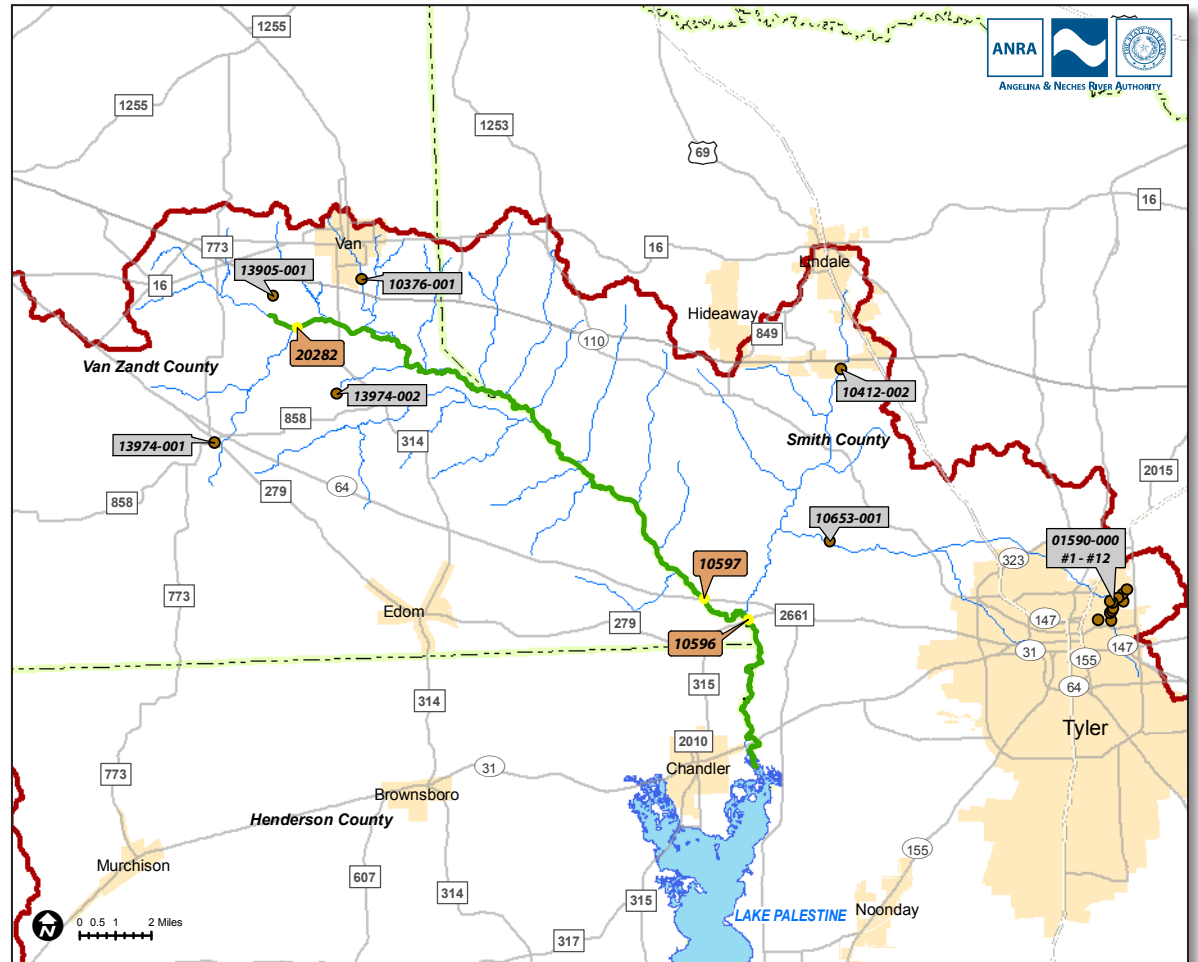 1255
ANRA
THE STATE OF TEXAS
ANGELINA & NECHES RIVER AUTHORITY
1255
1253
69
16
773
Van
16
Lindale
13905-001
10376-001
16
Hideaway
849
110
20282
Van Zandt County
13974-002
10412-002
858
314
Smith County
13974-001
279
64
2015
858
10653-001
01590-000
#1 - #12
323
10597
773
Edom
279
2661
147
10596
31
155
147
64
315
314
Tyler
2010
Chandler
31
773
Brownsboro
Henderson County
155
Murchison
607
314
315
LAKE PALESTINE
Noonday
N
0 0.5 1 2 Miles
317